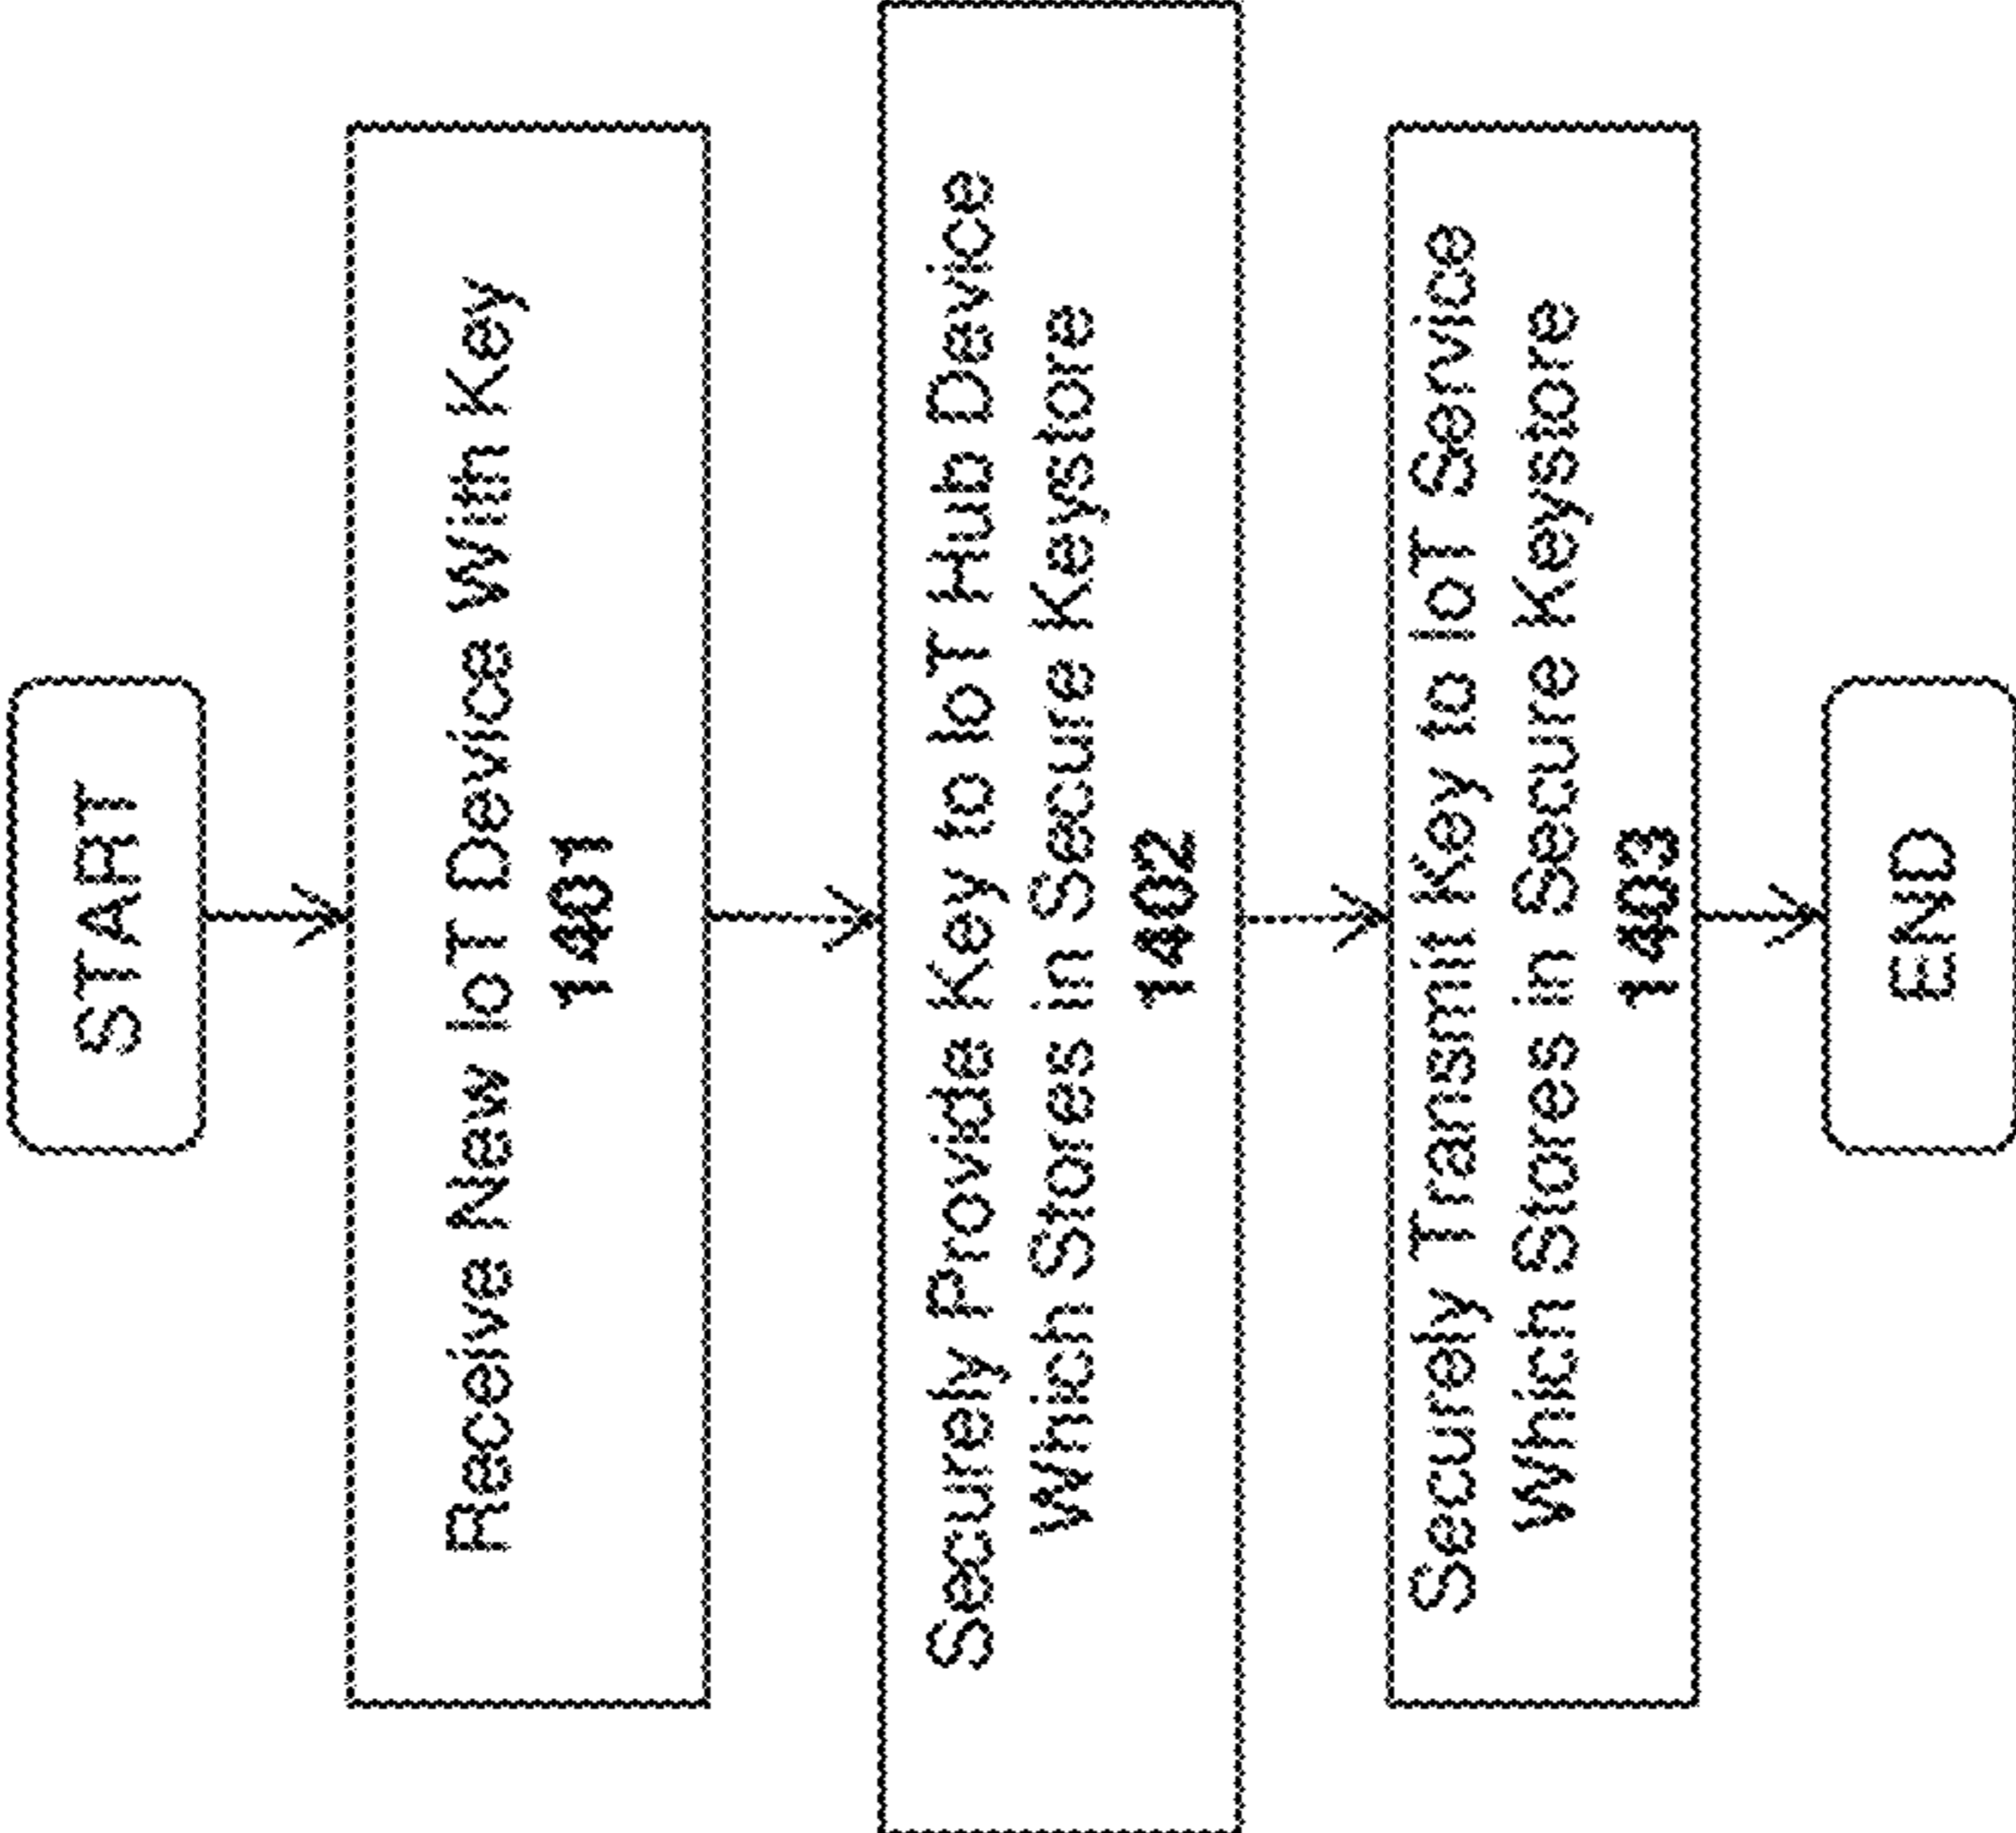 START
Receive New IoT Device With Key
1401
Securely Provide Key to IoT Hub Device
Which Stores in Secure Keystore
1402
Securely Transmit Key to IoT Service
Which Stores in Secure Keystore
1403
END